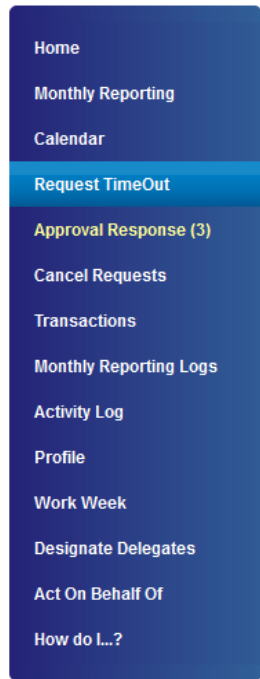 Home
Monthly Reporting
Calendar
Request TimeOut
Approval Response (3)
Cancel Requests
Transactions
Monthly Reporting Logs
Activity Log
Profile
Work Week
Designate Delegates
Act On Behalf Of
How do I...?